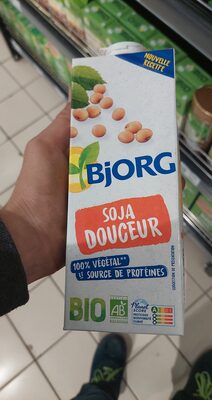 NOUVELLE
RECETTE
BjORG
SOJA
DOUCEUR
100% VÉGÉTAL**
ET SOURCE DE PROTÉINES
BIO
AB